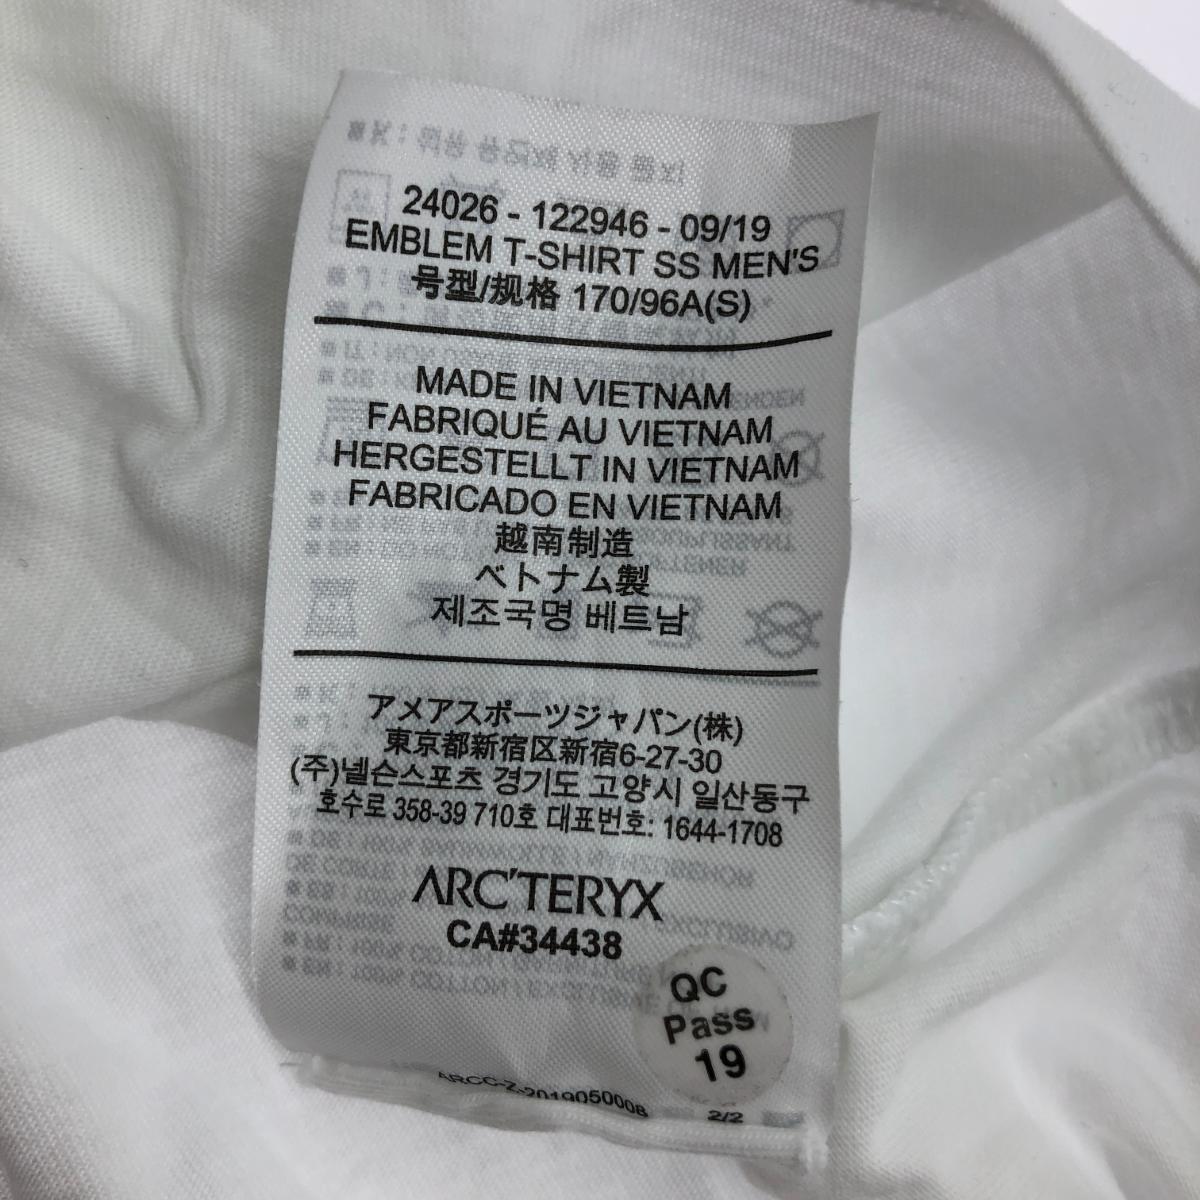 24026 - 122946 - 09/19
EMBLEM T-SHIRT SS MEN'S
号型/规格 170/96A(S)
MADE IN VIETNAM
FABRIQUÉ AU VIETNAM
HERGESTELLT IN VIETNAM
FABRICADO EN VIETNAM
越南制造
ベトナム製
제조국명 베트남
アメアスポーツジャパン(株)
東京都新宿区新宿6-27-30
(주)넬슨스포츠 경기도 고양시 일산동구
호수로 358-39 710호 대표번호: 1644-1708
ARC'TERYX
CA#34438
QC
Pass
19
ARCC-Z-2019050008
2/2